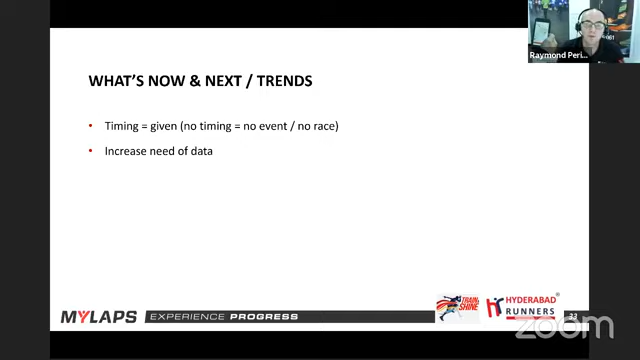 Raymond Peri...
WHAT'S NOW & NEXT / TRENDS
• Timing = given (no timing = no event / no race)
• Increase need of data
MYLAPS EXPERIENCE PROGRESS
TRAIN
SHINE
HYDERABAD
RUNNERS
33
zoom